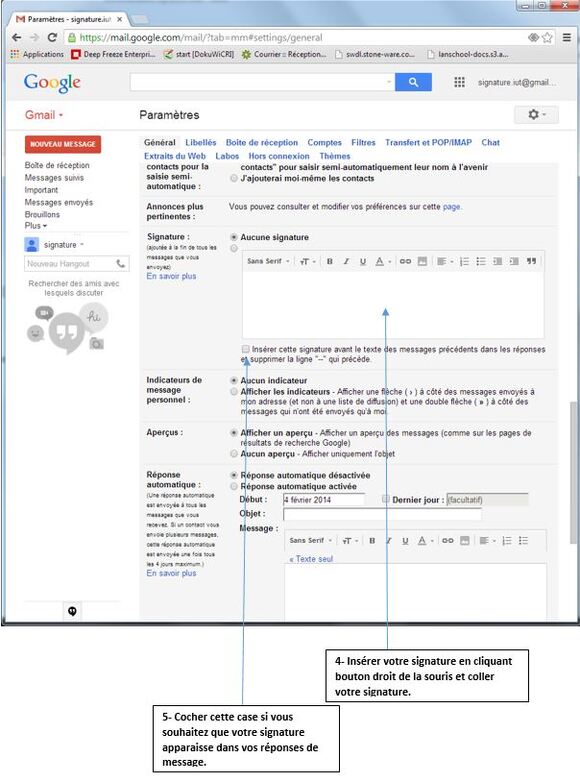 Paramètres - signature.iut
https://mail.google.com/mail/?tab=mm#settings/general
Applications Deep Freeze Enterpri... start [DokuWiCRI] Courrier :: Réception... swdl.stone-ware.co... lanschool-docs.s3.a...
Google
signature.iut@gmail...
Gmail
Paramètres
NOUVEAU MESSAGE
Boîte de réception
Messages suivis
Important
Messages envoyés
Brouillons
Plus
signature
Nouveau Hangout
Rechercher des amis avec
lesquels discuter
hi
Général Libellés Boîte de réception Comptes Filtres Transfert et POP/IMAP Chat
Extraits du Web Labos Hors connexion Thèmes
contacts pour la
saisie semi-
automatique :
contacts" pour saisir semi-automatiquement leur nom à l'avenir
J'ajouterai moi-même les contacts
Annonces plus
pertinentes :
Vous pouvez consulter et modifier vos préférences sur cette page.
Signature :
(ajoutée à la fin de tous les
messages que vous
envoyez)
En savoir plus
Aucune signature
Sans Serif B I U A
Insérer cette signature avant le texte des messages précédents dans les réponses
et supprimer la ligne "--" qui précède.
Indicateurs de
message
personnel :
Aucun indicateur
Afficher les indicateurs - Afficher une flèche ( › ) à côté des messages envoyés à
mon adresse (et non à une liste de diffusion) et une double flèche ( » ) à côté des
messages qui n'ont été envoyés qu'à moi.
Aperçus :
Afficher un aperçu - Afficher un aperçu des messages (comme sur les pages de
résultats de recherche Google)
Aucun aperçu - Afficher uniquement l'objet
Réponse
automatique :
(Une réponse automatique
est envoyée à tous les
messages que vous
recevez. Si un contact vous
envoie plusieurs messages,
cette réponse automatique
est envoyée une fois tous
les 4 jours maximum.)
En savoir plus
Réponse automatique désactivée
Réponse automatique activée
Début : 4 février 2014 Dernier jour : (facultatif)
Objet :
Message :
Sans Serif B I U A
« Texte seul
4- Insérer votre signature en cliquant
bouton droit de la souris et coller
votre signature.
5- Cocher cette case si vous
souhaitez que votre signature
apparaisse dans vos réponses de
message.